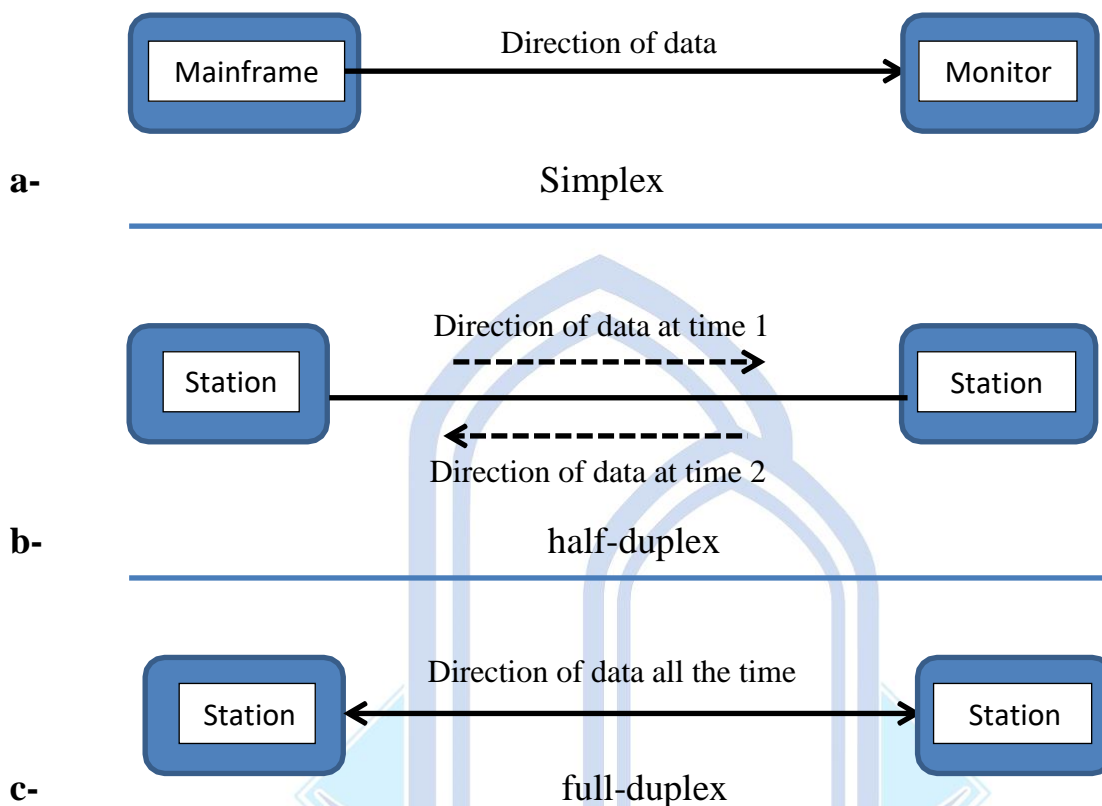 Direction of data
Mainframe
Monitor
a-
Simplex
Direction of data at time 1
Station
Station
Direction of data at time 2
b-
half-duplex
Direction of data all the time
Station
Station
c-
full-duplex